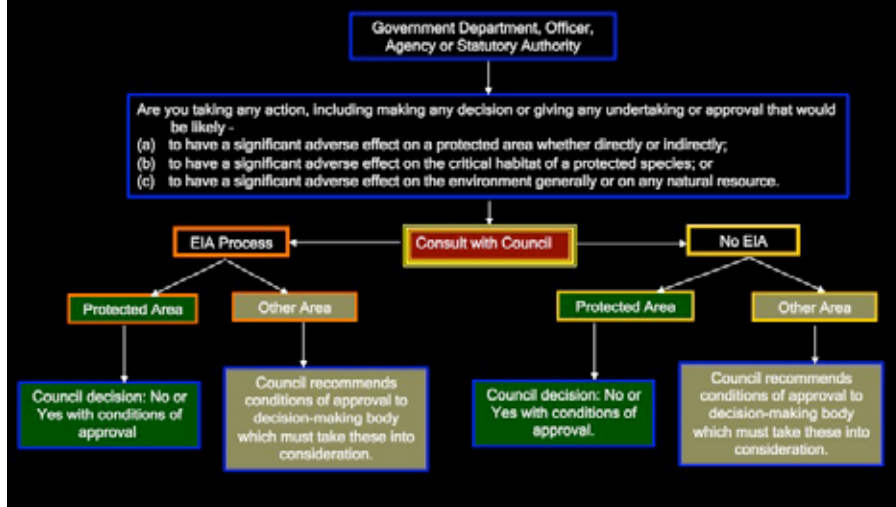 Government Department, Officer,
Agency or Statutory Authority
Are you taking any action, including making any decision or giving any undertaking or approval that would
be likely -
(a) to have a significant adverse effect on a protected area whether directly or indirectly;
(b) to have a significant adverse effect on the critical habitat of a protected species; or
(c) to have a significant adverse effect on the environment generally or on any natural resource.
EIA Process
Consult with Council
No EIA
Protected Area
Other Area
Protected Area
Other Area
Council decision: No or
Yes with conditions of
approval
Council recommends
conditions of approval to
decision-making body
which must take these into
consideration.
Council decision: No or
Yes with conditions of
approval.
Council recommends
conditions of approval to
decision-making body
which must take these into
consideration.